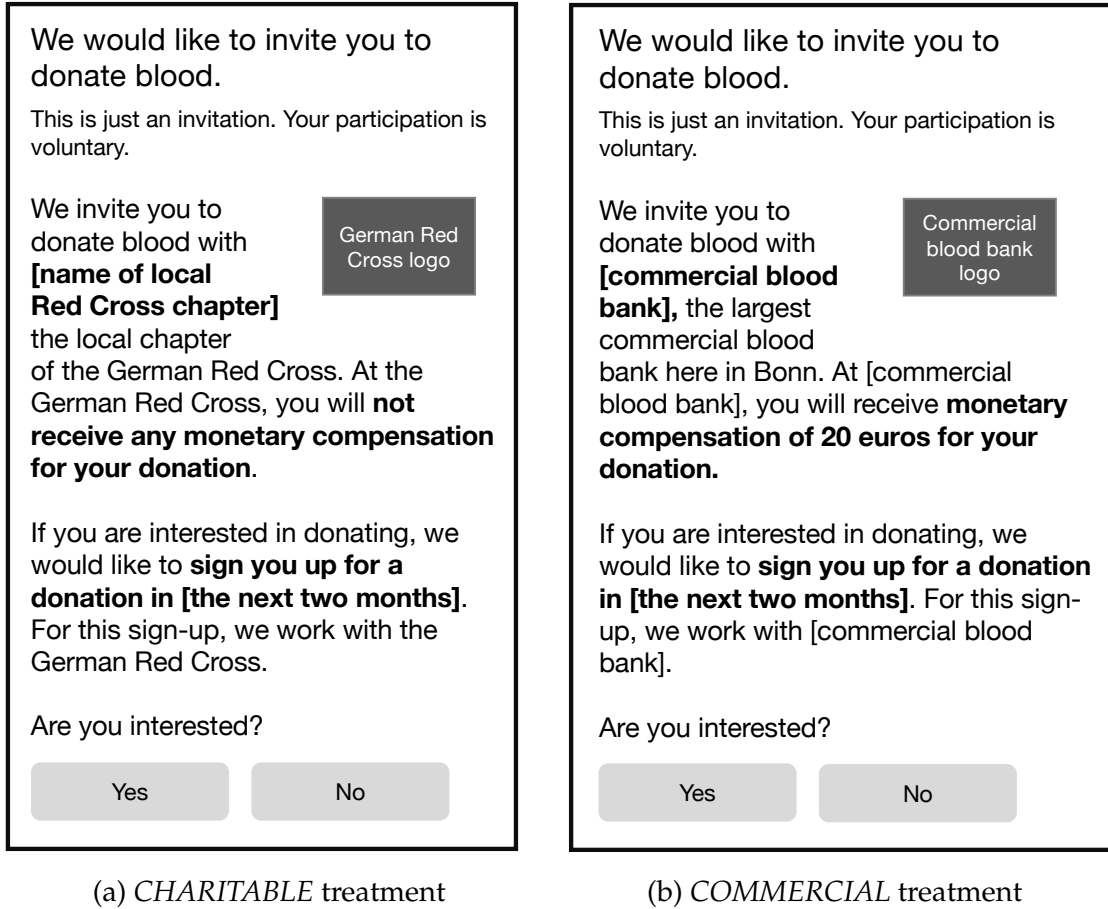 We would like to invite you to
donate blood.
This is just an invitation. Your participation is
voluntary.
We invite you to
donate blood with
[name of local
Red Cross chapter]
the local chapter
of the German Red Cross. At the
German Red Cross, you will not
receive any monetary compensation
for your donation.
German Red
Cross logo
If you are interested in donating, we
would like to sign you up for a
donation in [the next two months].
For this sign-up, we work with the
German Red Cross.
Are you interested?
Yes
No
(a) CHARITABLE treatment
We would like to invite you to
donate blood.
This is just an invitation. Your participation is
voluntary.
We invite you to
donate blood with
[commercial blood
bank], the largest
commercial blood
bank here in Bonn. At [commercial
blood bank], you will receive monetary
compensation of 20 euros for your
donation.
Commercial
blood bank
logo
If you are interested in donating, we
would like to sign you up for a donation
in [the next two months]. For this sign-
up, we work with [commercial blood
bank].
Are you interested?
Yes
No
(b) COMMERCIAL treatment